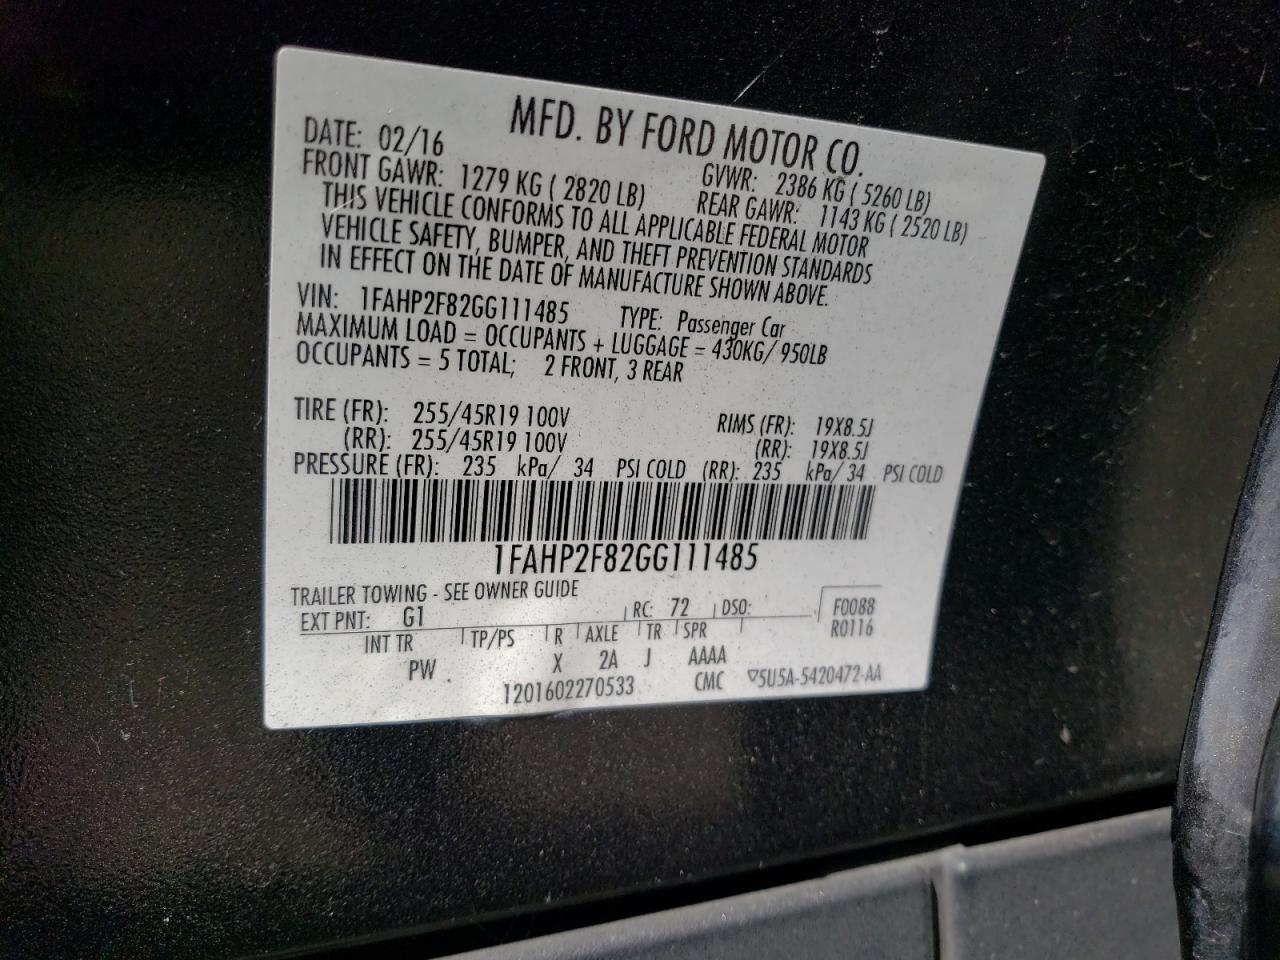 MFD. BY FORD MOTOR CO.
DATE: 02/16 GVWR: 2386 KG ( 5260 LB)
FRONT GAWR: 1279 KG ( 2820 LB) REAR GAWR: 1143 KG ( 2520 LB)
THIS VEHICLE CONFORMS TO ALL APPLICABLE FEDERAL MOTOR
VEHICLE SAFETY, BUMPER, AND THEFT PREVENTION STANDARDS
IN EFFECT ON THE DATE OF MANUFACTURE SHOWN ABOVE.
VIN: 1FAHP2F82GG111485 TYPE: Passenger Car
MAXIMUM LOAD = OCCUPANTS + LUGGAGE = 430KG/ 950LB
OCCUPANTS = 5 TOTAL; 2 FRONT, 3 REAR
TIRE (FR): 255/45R19 100V RIMS (FR): 19X8.5J
(RR): 255/45R19 100V (RR): 19X8.5J
PRESSURE (FR): 235 kPa/ 34 PSI COLD (RR): 235 kPa/ 34 PSI COLD
1FAHP2F82GG111485
TRAILER TOWING - SEE OWNER GUIDE
EXT PNT: G1 RC: 72 DSO: F0088
R0116
INT TR TP/PS R AXLE TR SPR
PW X 2A J AAAA
1201602270533 CMC ▽5U5A-5420472-AA